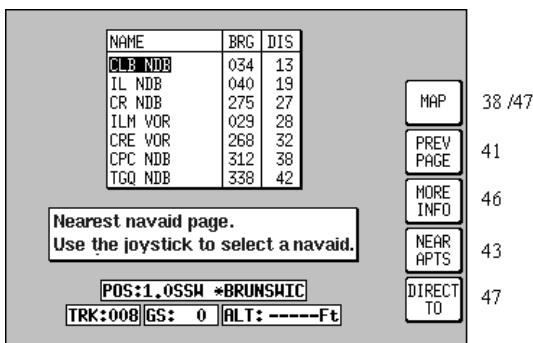 NAME BRG DIS
CLB NDB 034 13
IL NDB 040 19
CR NDB 275 27
ILM VOR 029 28
CRE VOR 268 32
CPC NDB 312 38
TGQ NDB 338 42
Nearest navaid page.
Use the joystick to select a navaid.
POS:1.0SSW *BRUNSWIC
TRK:008 GS: 0 ALT: -----Ft
MAP 38 /47
PREV PAGE 41
MORE INFO 46
NEAR APTS 43
DIRECT TO 47